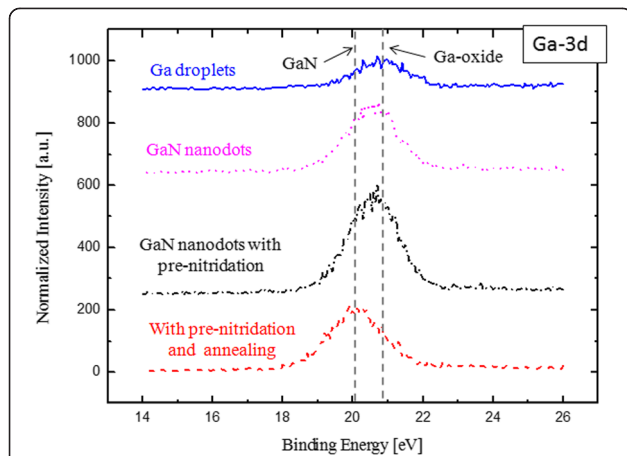 Ga-3d
GaN
Ga-oxide
Ga droplets
GaN nanodots
GaN nanodots with
pre-nitridation
With pre-nitridation
and annealing
Normalized Intensity [a.u.]
1000
800
600
400
200
0
14 16 18 20 22 24 26
Binding Energy [eV]